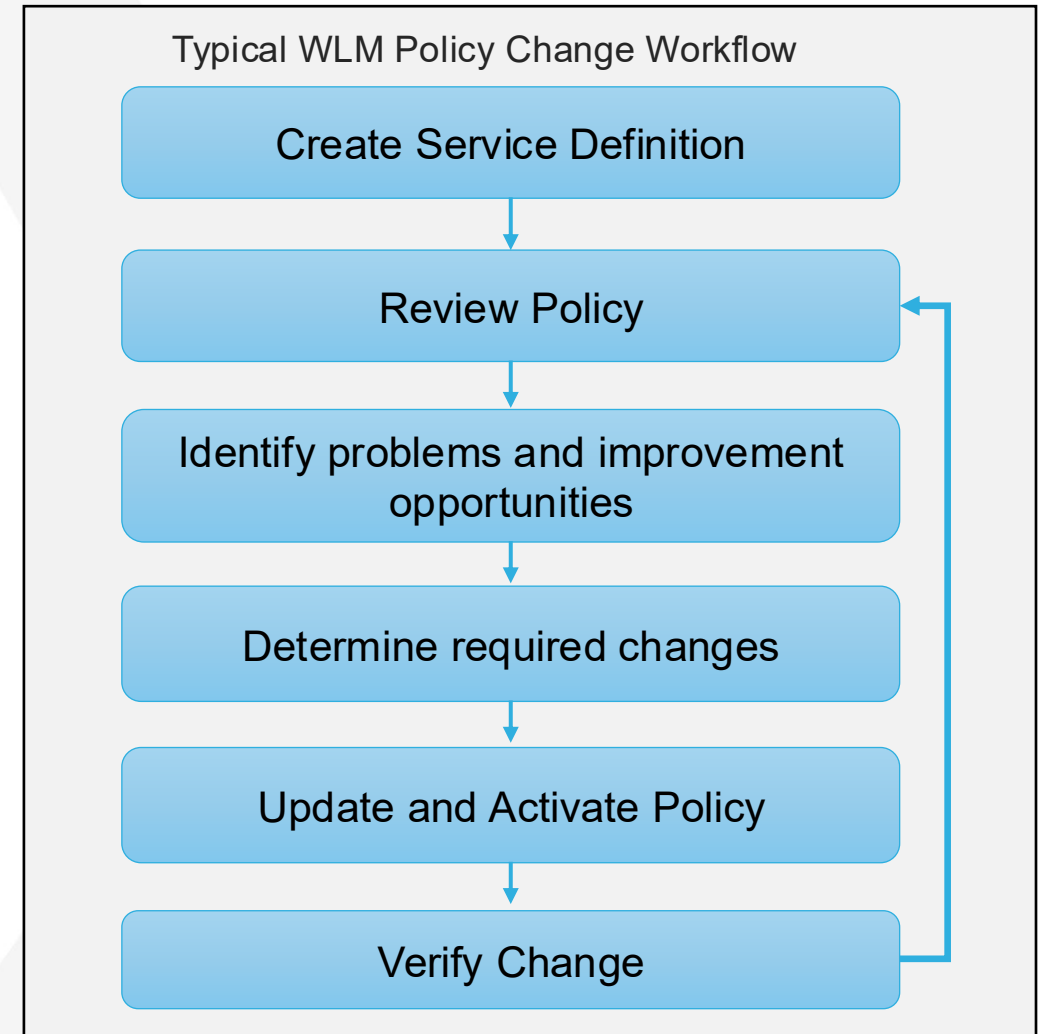 Typical WLM Policy Change Workflow
Create Service Definition
Review Policy
Identify problems and improvement
opportunities
Determine required changes
Update and Activate Policy
Verify Change